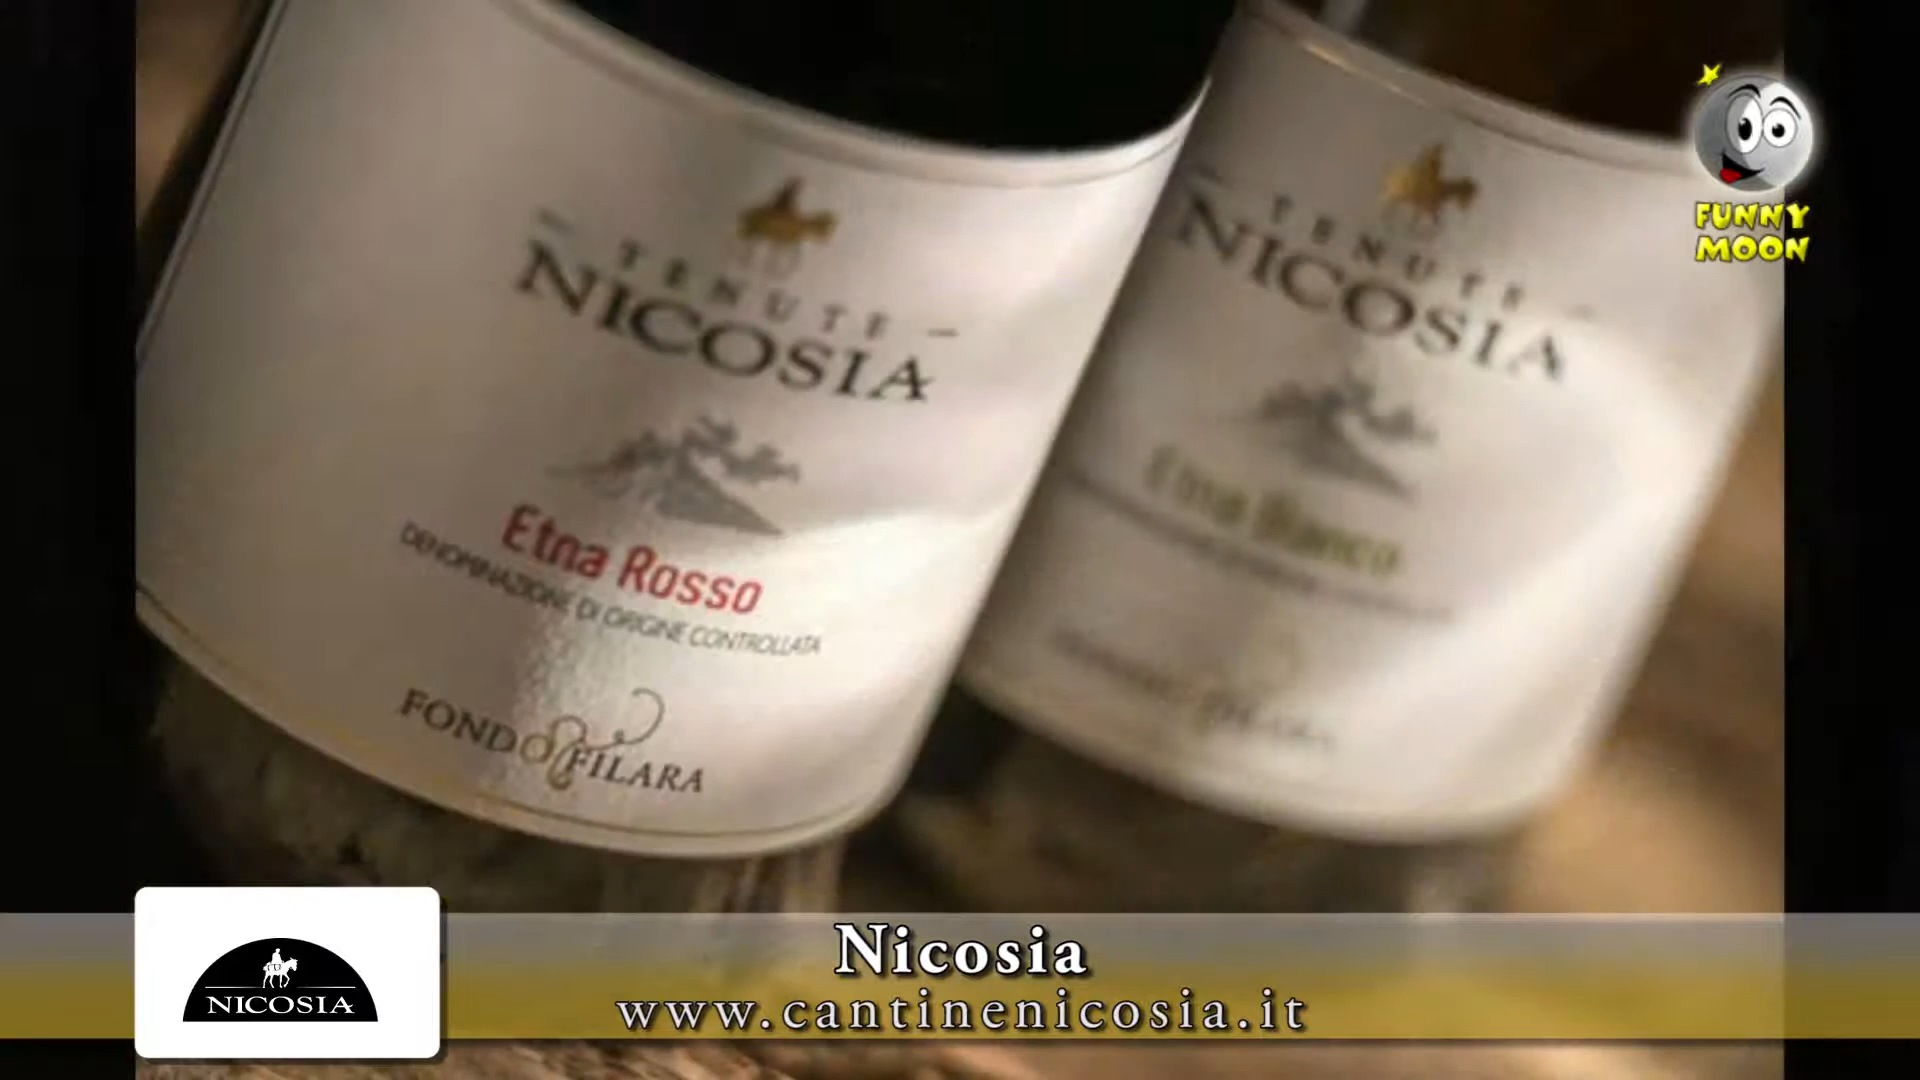 TENUTE
NICOSIA
Etna Rosso
DENOMINAZIONE DI ORIGINE CONTROLLATA
FONDO FILARA
TENUTE
NICOSIA
Etna Bianco
FUNNY
MOON
NICOSIA
Nicosia
www.cantinenicosia.it